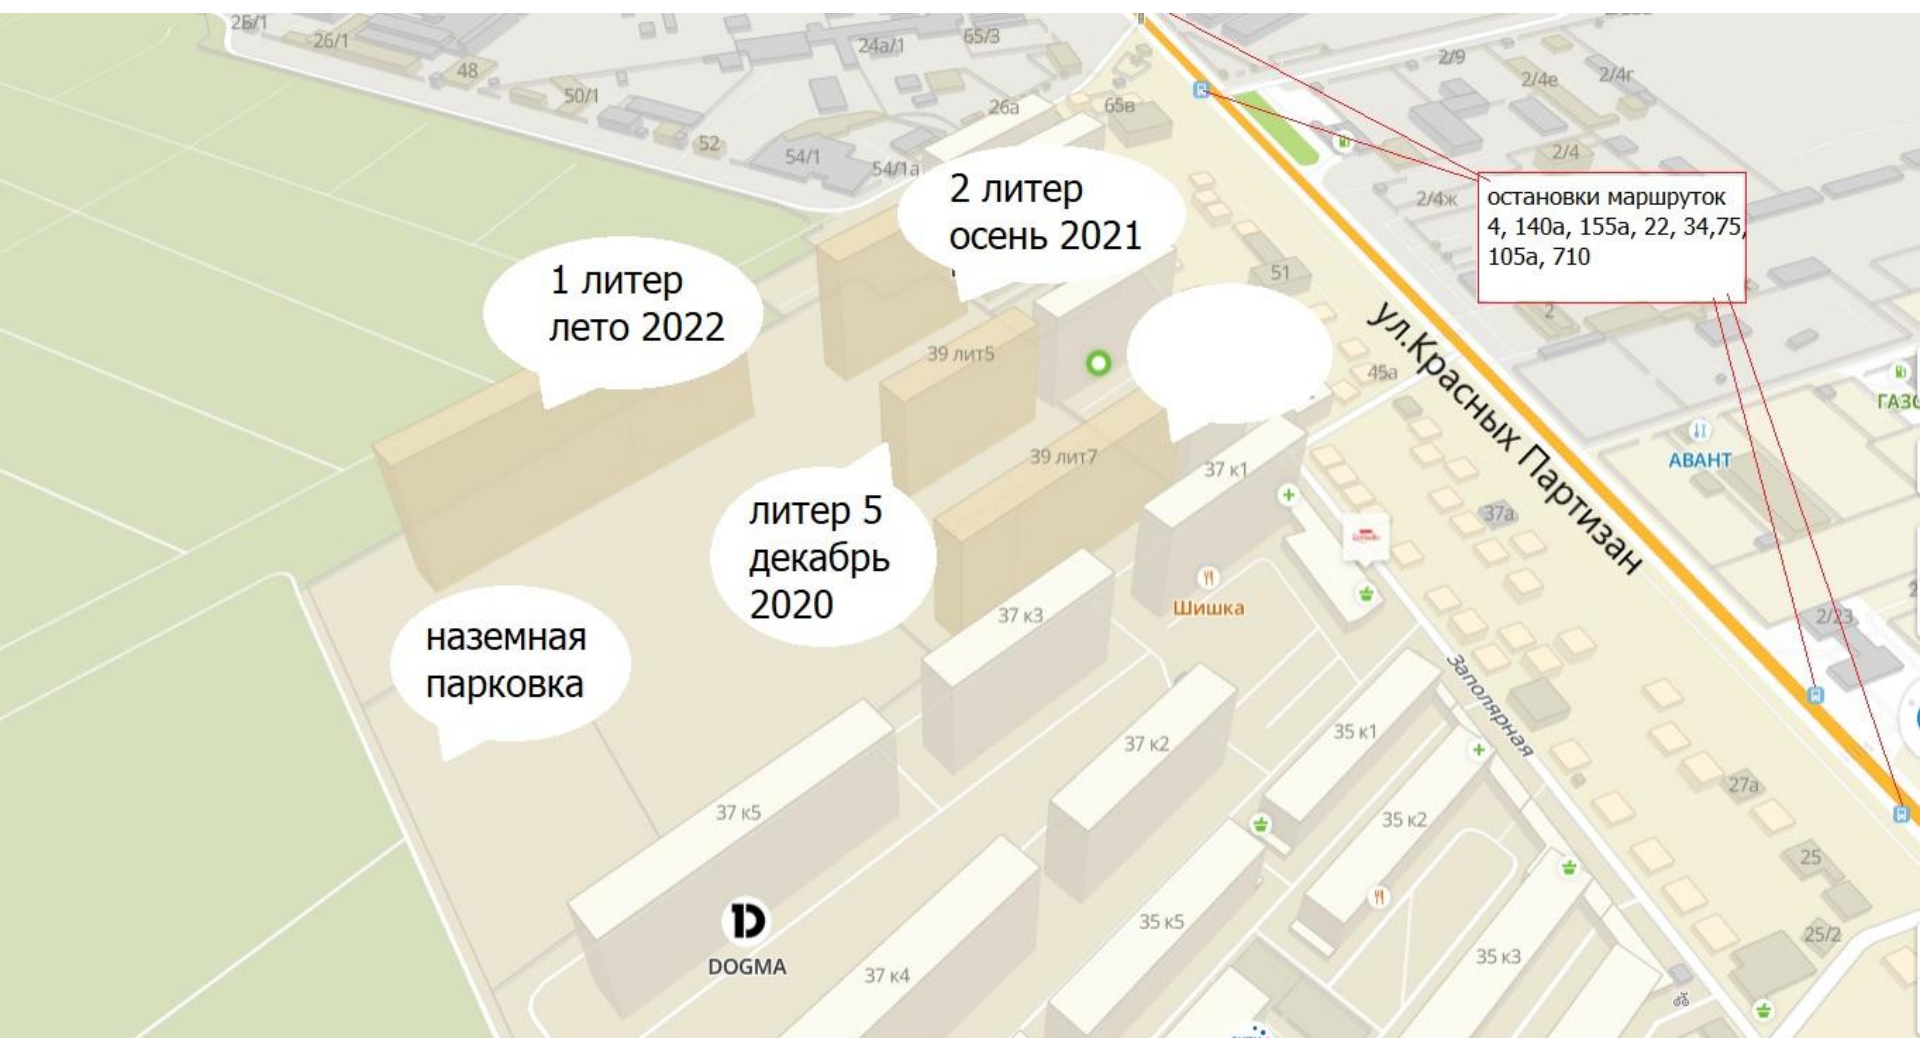 2Б/1
26/1
48
50/1
52
54/1
54/1а
24а/1
65/3
26а
65в
2/9
2/4е
2/4г
2/4
2/4ж
2 литер
осень 2021
1 литер
лето 2022
остановки маршруток
4, 140а, 155а, 22, 34,75,
105а, 710
51
2
45а
39 лит5
39 лит7
ул.Красных Партизан
АВАНТ
37 к1
37а
литер 5
декабрь
2020
Шишка
37 к3
наземная
парковка
2/23
Заполярная
37 к2
35 к1
27а
37 к5
35 к2
25
DOGMA
35 к5
25/2
37 к4
35 к3